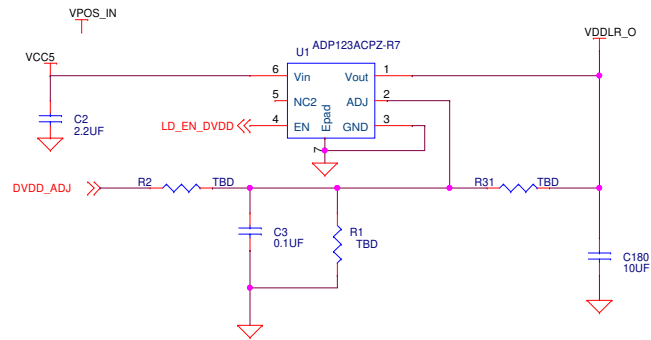 VPOS_IN
VDDLR_O
U1 ADP123ACPZ-R7
VCC5
6 Vin Vout 1
5 NC2 ADJ 2
LD_EN_DVDD 4 EN GND 3
Epad
7
C2
2.2UF
DVDD_ADJ R2 TBD R31 TBD
C3
0.1UF
R1
TBD
C180
10UF